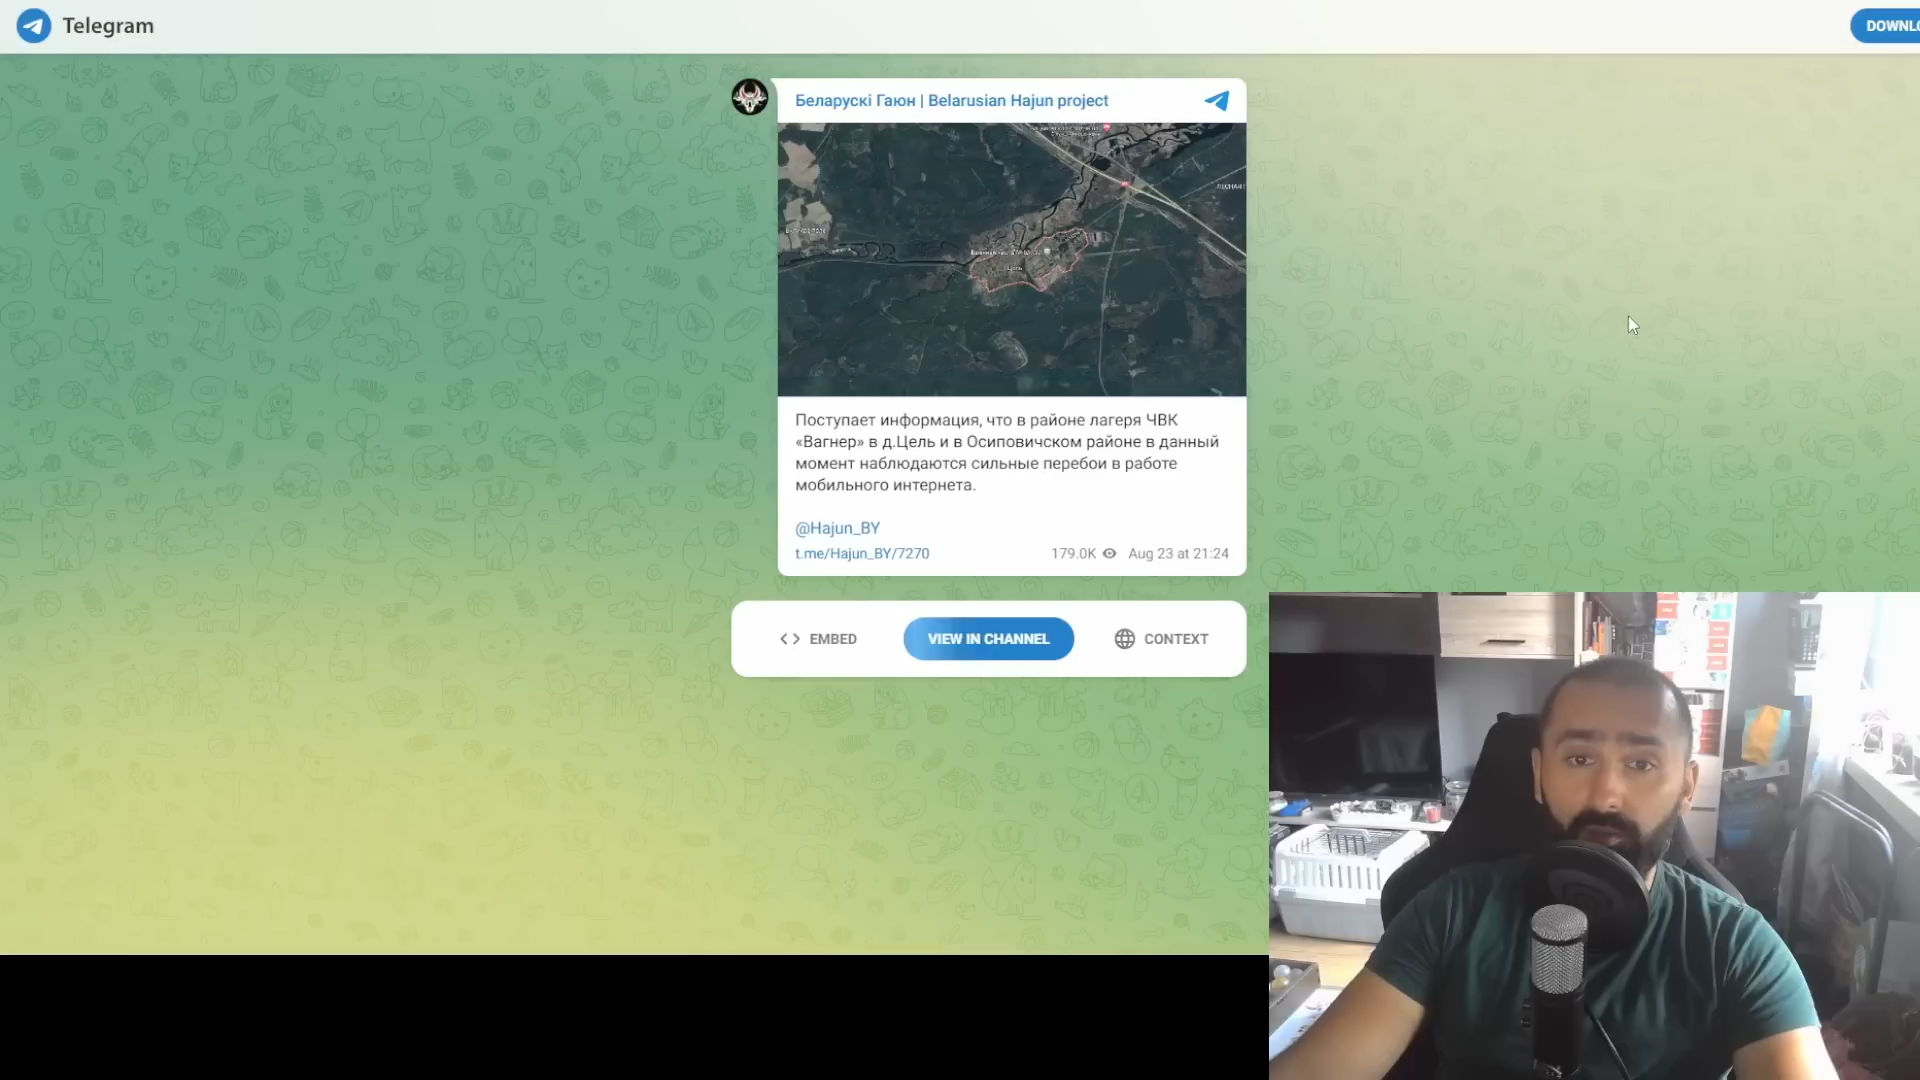 Telegram
DOWNLO
Беларускі Гаюн | Belarusian Hajun project
Цель
Поступает информация, что в районе лагеря ЧВК
«Вагнер» в д.Цель и в Осиповичском районе в данный
момент наблюдаются сильные перебои в работе
мобильного интернета.
@Hajun_BY
t.me/Hajun_BY/7270
179.0K Aug 23 at 21:24
EMBED
VIEW IN CHANNEL
CONTEXT